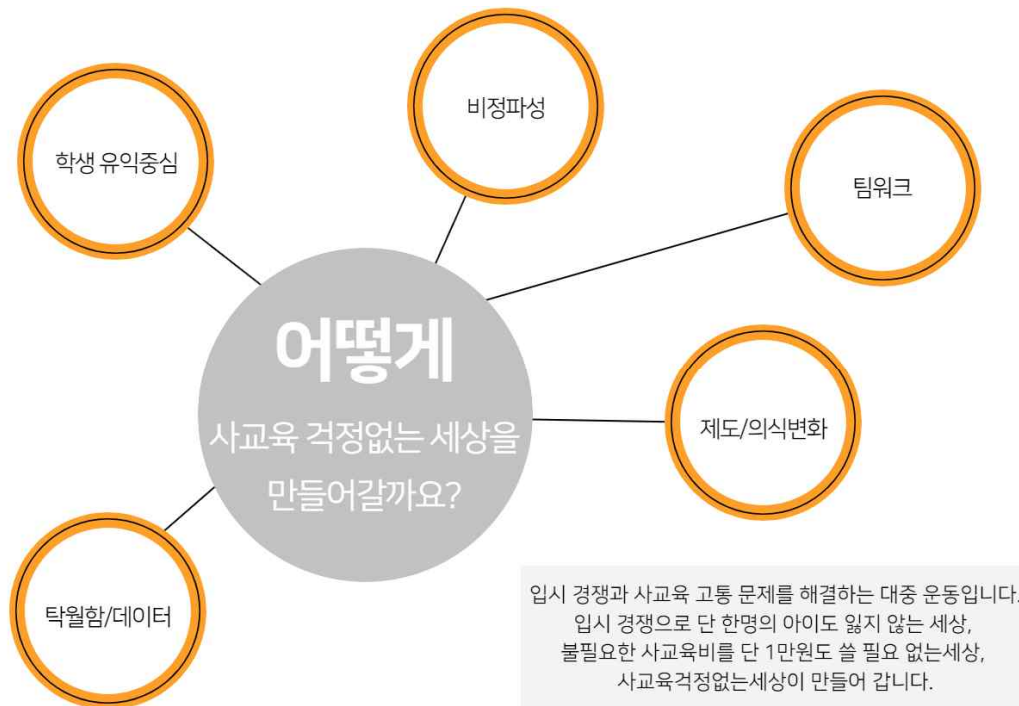 비정파성
학생 유익중심
팀워크
어떻게
사교육 걱정없는 세상을
만들어갈까요?
제도/의식변화
탁월함/데이터
입시 경쟁과 사교육 고통 문제를 해결하는 대중 운동입니다.
입시 경쟁으로 단 한명의 아이도 잃지 않는 세상,
불필요한 사교육비를 단 1만원도 쓸 필요 없는세상,
사교육걱정없는세상이 만들어 갑니다.